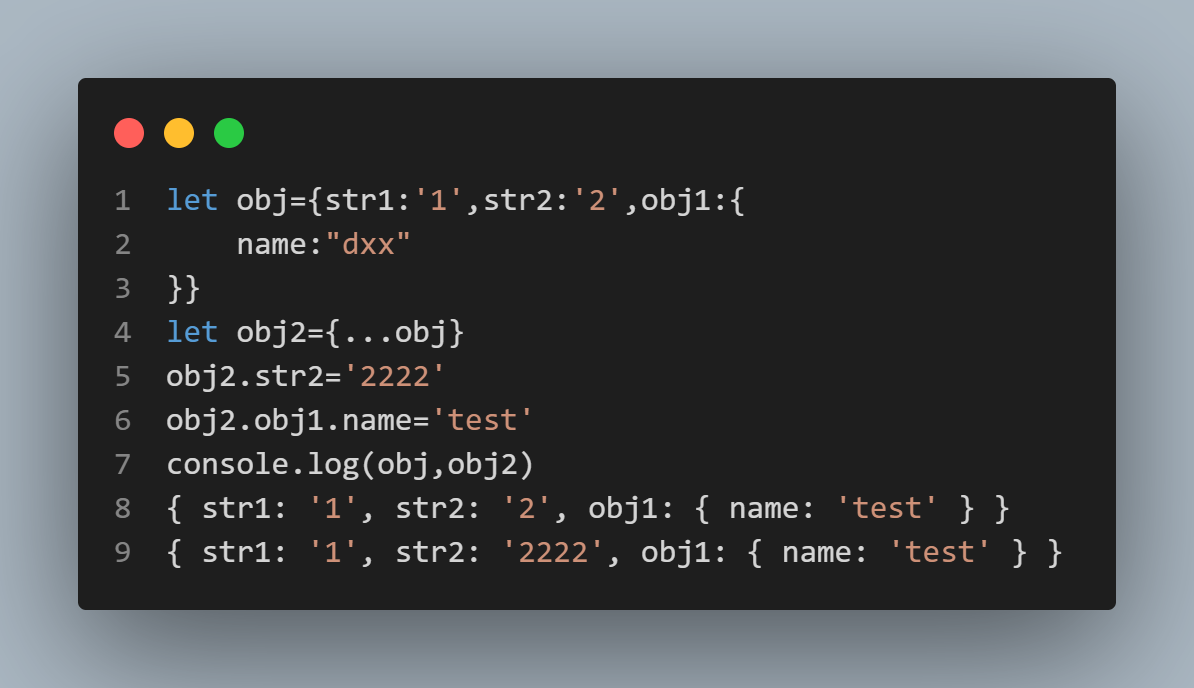 1 let obj={str1:'1',str2:'2',obj1:{
2     name:"dxx"
3 }}
4 let obj2={...obj}
5 obj2.str2='2222'
6 obj2.obj1.name='test'
7 console.log(obj,obj2)
8 { str1: '1', str2: '2', obj1: { name: 'test' } }
9 { str1: '1', str2: '2222', obj1: { name: 'test' } }